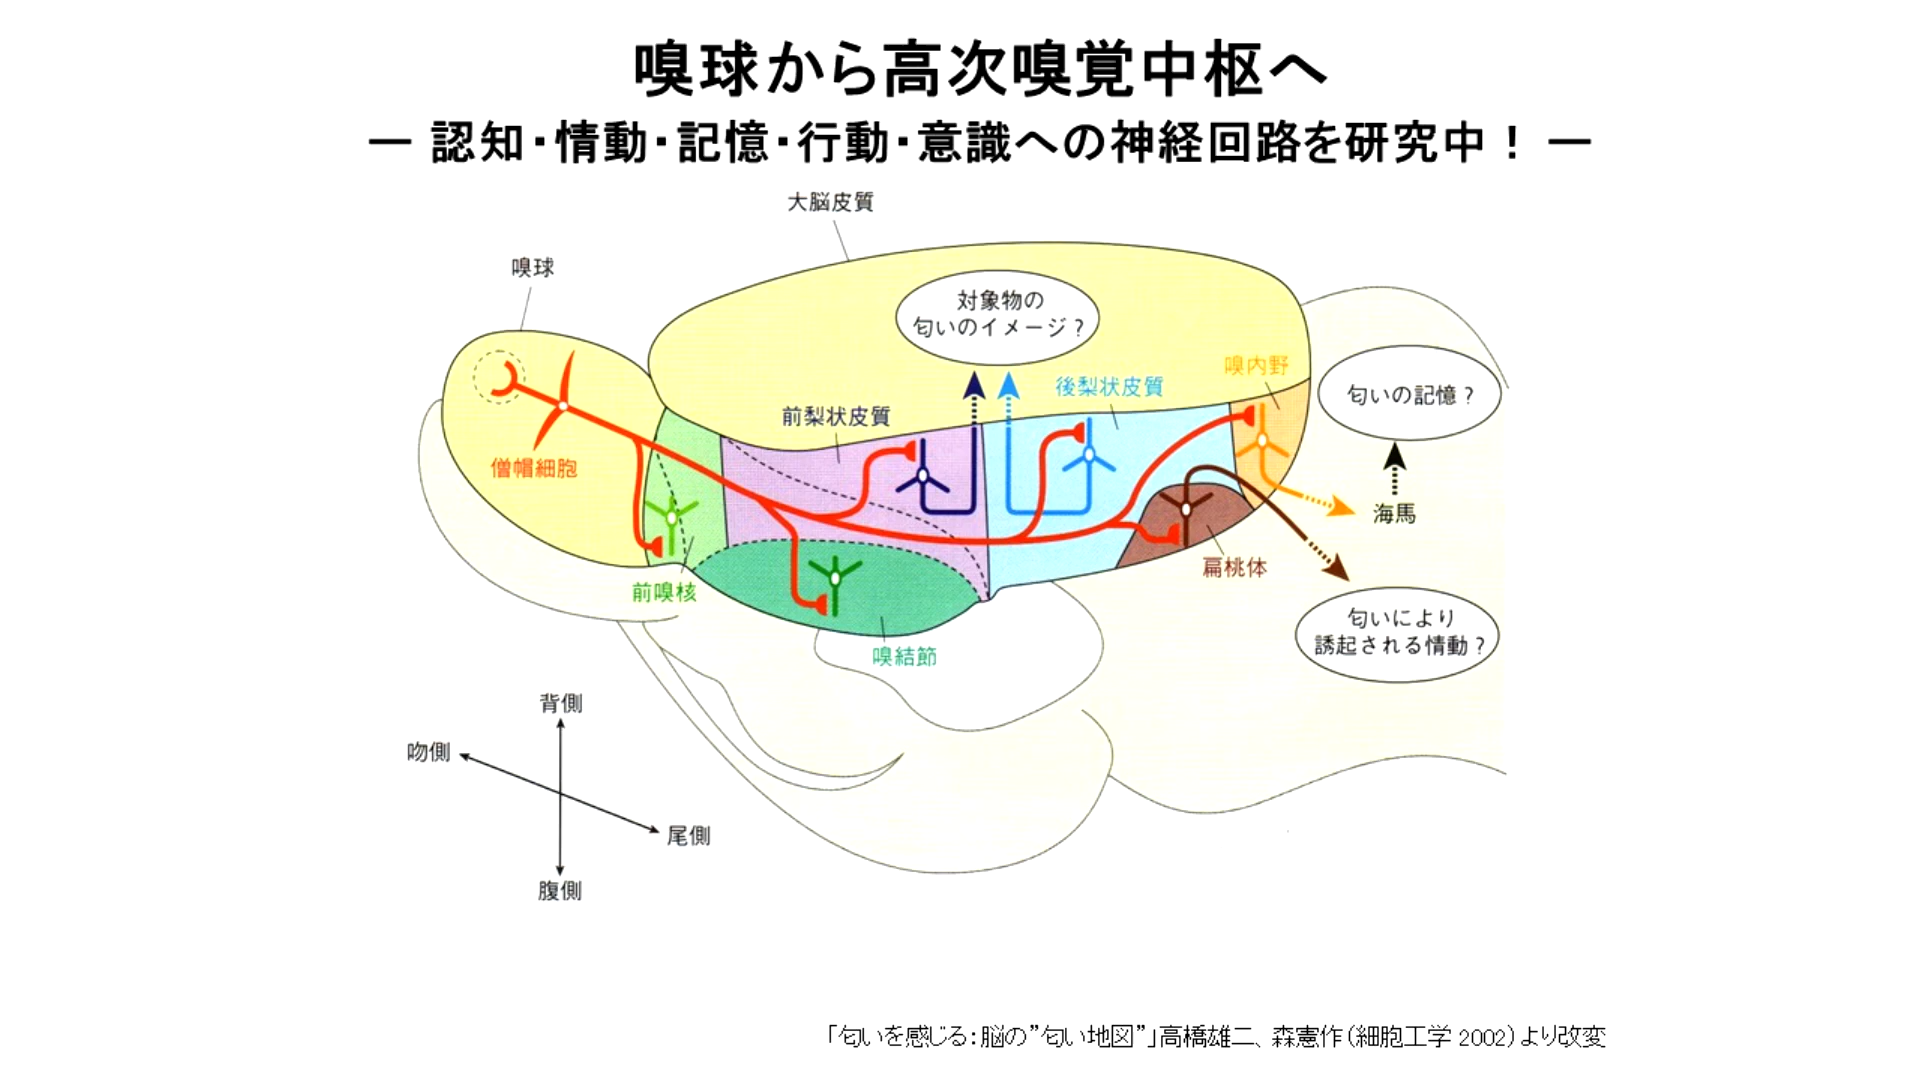 嗅球から高次嗅覚中枢へ
― 認知・情動・記憶・行動・意識への神経回路を研究中！ ―
大脳皮質
嗅球
対象物の
匂いのイメージ？
嗅内野
後梨状皮質
匂いの記憶？
前梨状皮質
僧帽細胞
海馬
扁桃体
前嗅核
匂いにより
誘起される情動？
嗅結節
背側
吻側
尾側
腹側
「匂いを感じる：脳の”匂い地図”」高橋雄二、森憲作（細胞工学 2002）より改変